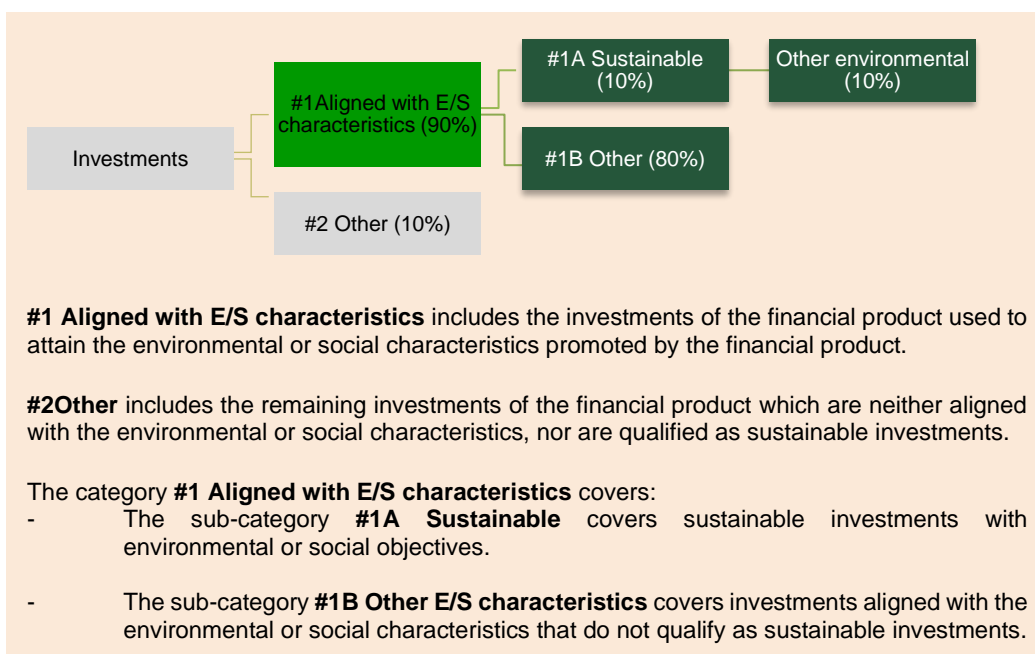 #1A Sustainable
(10%)
Other environmental
(10%)
#1Aligned with E/S
characteristics (90%)
#1B Other (80%)
Investments
#2 Other (10%)
#1 Aligned with E/S characteristics includes the investments of the financial product used to
attain the environmental or social characteristics promoted by the financial product.
#2Other includes the remaining investments of the financial product which are neither aligned
with the environmental or social characteristics, nor are qualified as sustainable investments.
The category #1 Aligned with E/S characteristics covers:
- The sub-category #1A Sustainable covers sustainable investments with
environmental or social objectives.
- The sub-category #1B Other E/S characteristics covers investments aligned with the
environmental or social characteristics that do not qualify as sustainable investments.